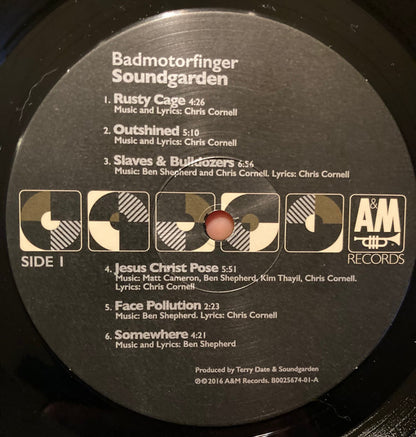 Badmotorfinger
Soundgarden
1. Rusty Cage 4:26
Music and Lyrics: Chris Cornell
2. Outshined 5:10
Music and Lyrics: Chris Cornell
3. Slaves & Bulldozers 6:56
Music: Ben Shepherd and Chris Cornell. Lyrics: Chris Cornell
A&M
SIDE 1
RECORDS
4. Jesus Christ Pose 5:51
Music: Matt Cameron, Ben Shepherd, Kim Thayil, Chris Cornell.
Lyrics: Chris Cornell
5. Face Pollution 2:23
Music: Ben Shepherd. Lyrics: Chris Cornell
6. Somewhere 4:21
Music and Lyrics: Ben Shepherd
Produced by Terry Date & Soundgarden
℗© 2016 A&M Records. B0025674-01-A